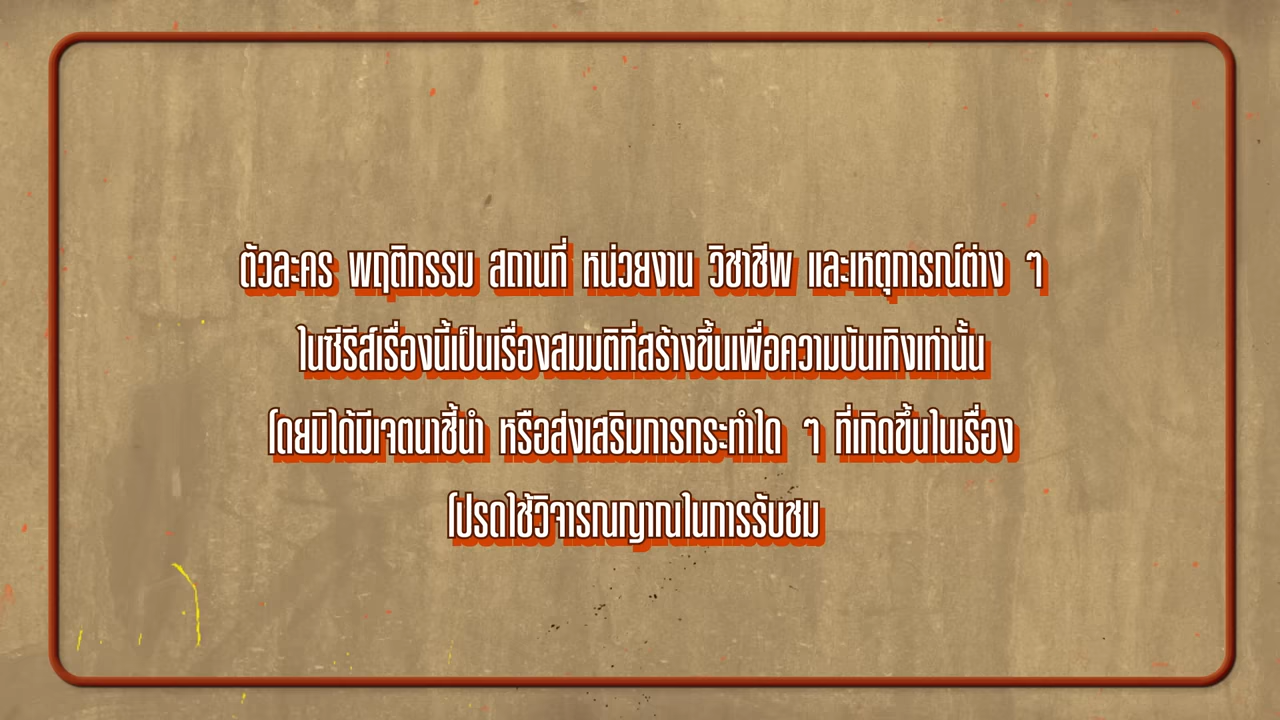 ตัวละคร พฤติกรรม สถานที่ หน่วยงาน วิชาชีพ และเหตุการณ์ต่าง ๆ
ในซีรีส์เรื่องนี้เป็นเรื่องสมมติที่สร้างขึ้นเพื่อความบันเทิงเท่านั้น
โดยมิได้มีเจตนาชี้นำ หรือส่งเสริมการกระทำใด ๆ ที่เกิดขึ้นในเรื่อง
โปรดใช้วิจารณญาณในการรับชม